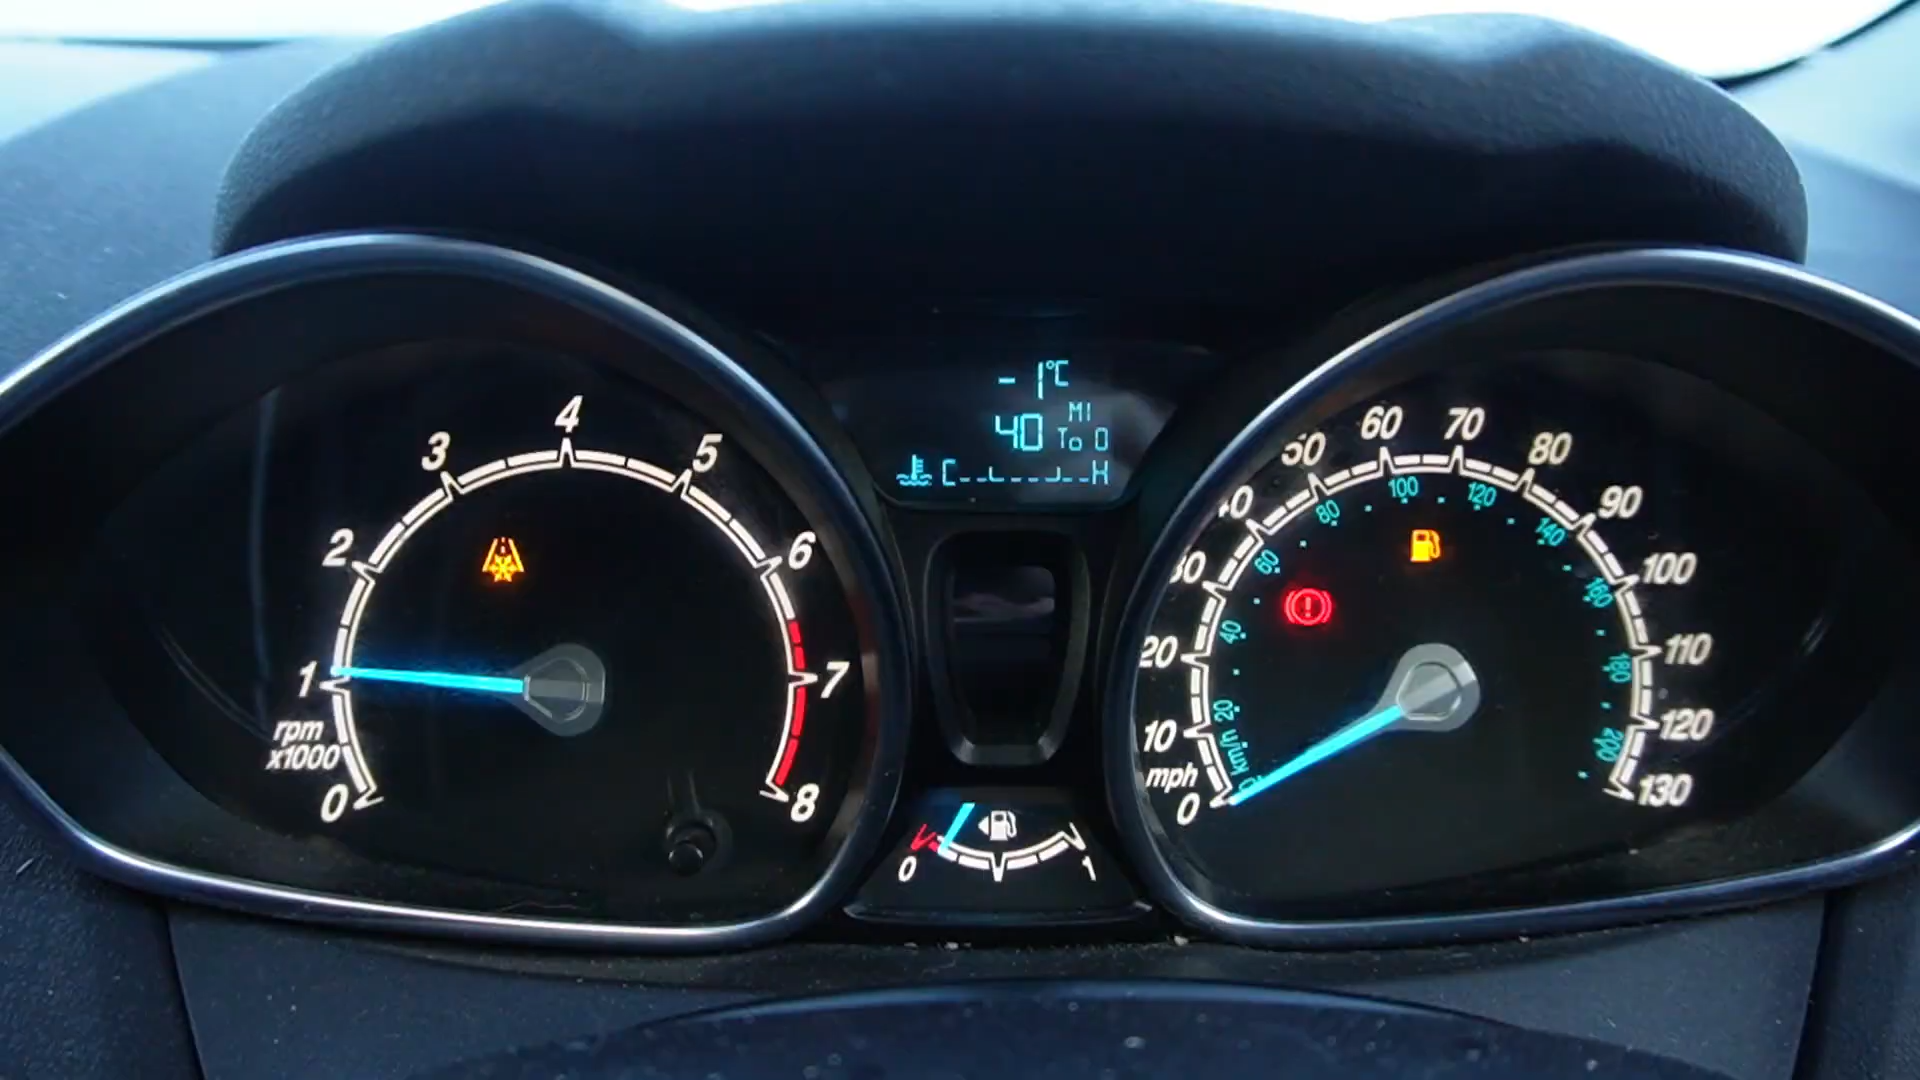 -1°C
40 MI To 0
C H
0 1 2 3 4 5 6 7 8
rpm
x1000
0 10 20 30 40 50 60 70 80 90 100 110 120 130
mph
20 40 60 80 100 120 140 160 180 200
km/h
0 1